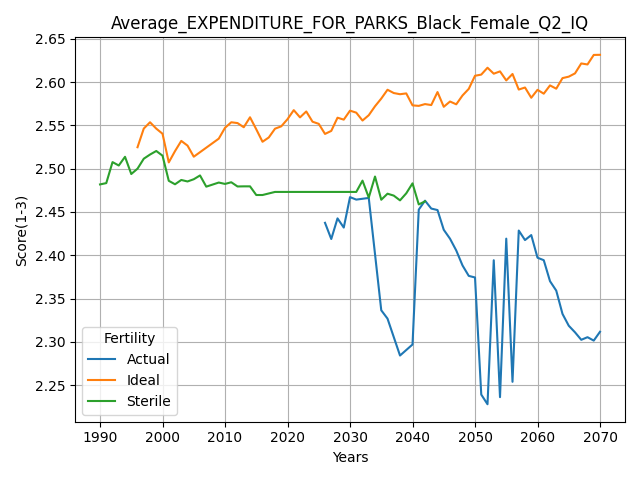 Average_EXPENDITURE_FOR_PARKS_Black_Female_Q2_IQ
Score(1-3)
2.65
2.60
2.55
2.50
2.45
2.40
2.35
2.30
2.25
Fertility
Actual
Ideal
Sterile
1990 2000 2010 2020 2030 2040 2050 2060 2070
Years